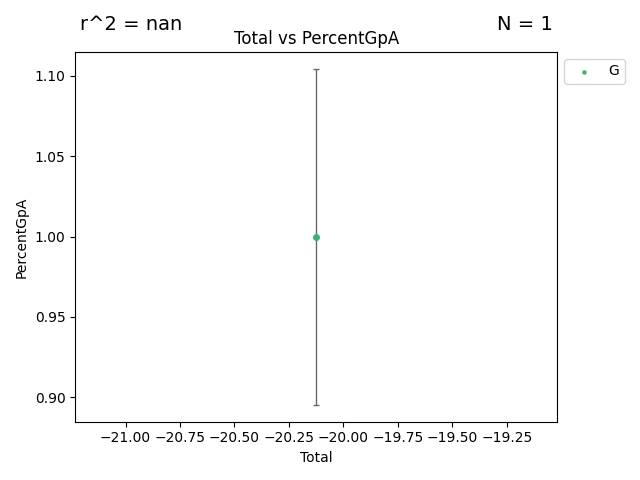 r^2 = nan
N = 1
Total vs PercentGpA
G
PercentGpA
1.10
1.05
1.00
0.95
0.90
−21.00 −20.75 −20.50 −20.25 −20.00 −19.75 −19.50 −19.25
Total